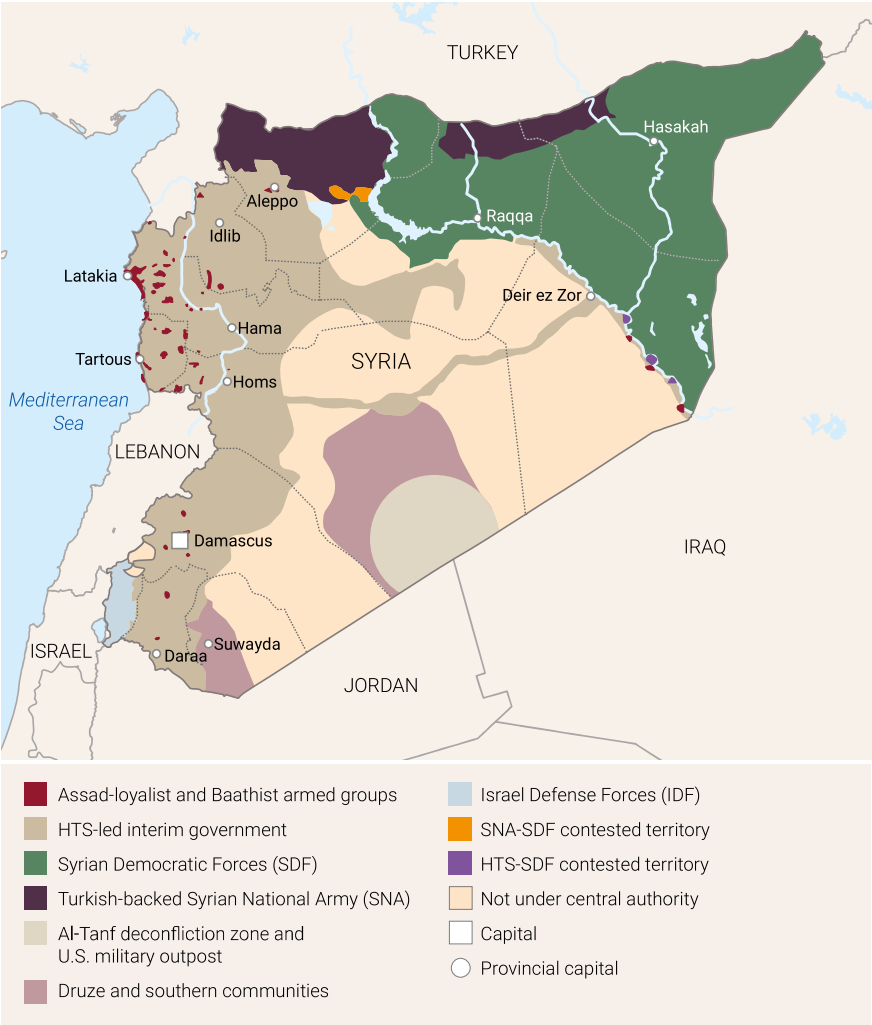 TURKEY
Hasakah
Aleppo
Raqqa
Idlib
Latakia
Deir ez Zor
Hama
Tartous
SYRIA
Homs
Mediterranean
Sea
LEBANON
Damascus
IRAQ
ISRAEL
Suwayda
Daraa
JORDAN
Assad-loyalist and Baathist armed groups
HTS-led interim government
Syrian Democratic Forces (SDF)
Turkish-backed Syrian National Army (SNA)
Al-Tanf deconfliction zone and
U.S. military outpost
Druze and southern communities
Israel Defense Forces (IDF)
SNA-SDF contested territory
HTS-SDF contested territory
Not under central authority
Capital
Provincial capital